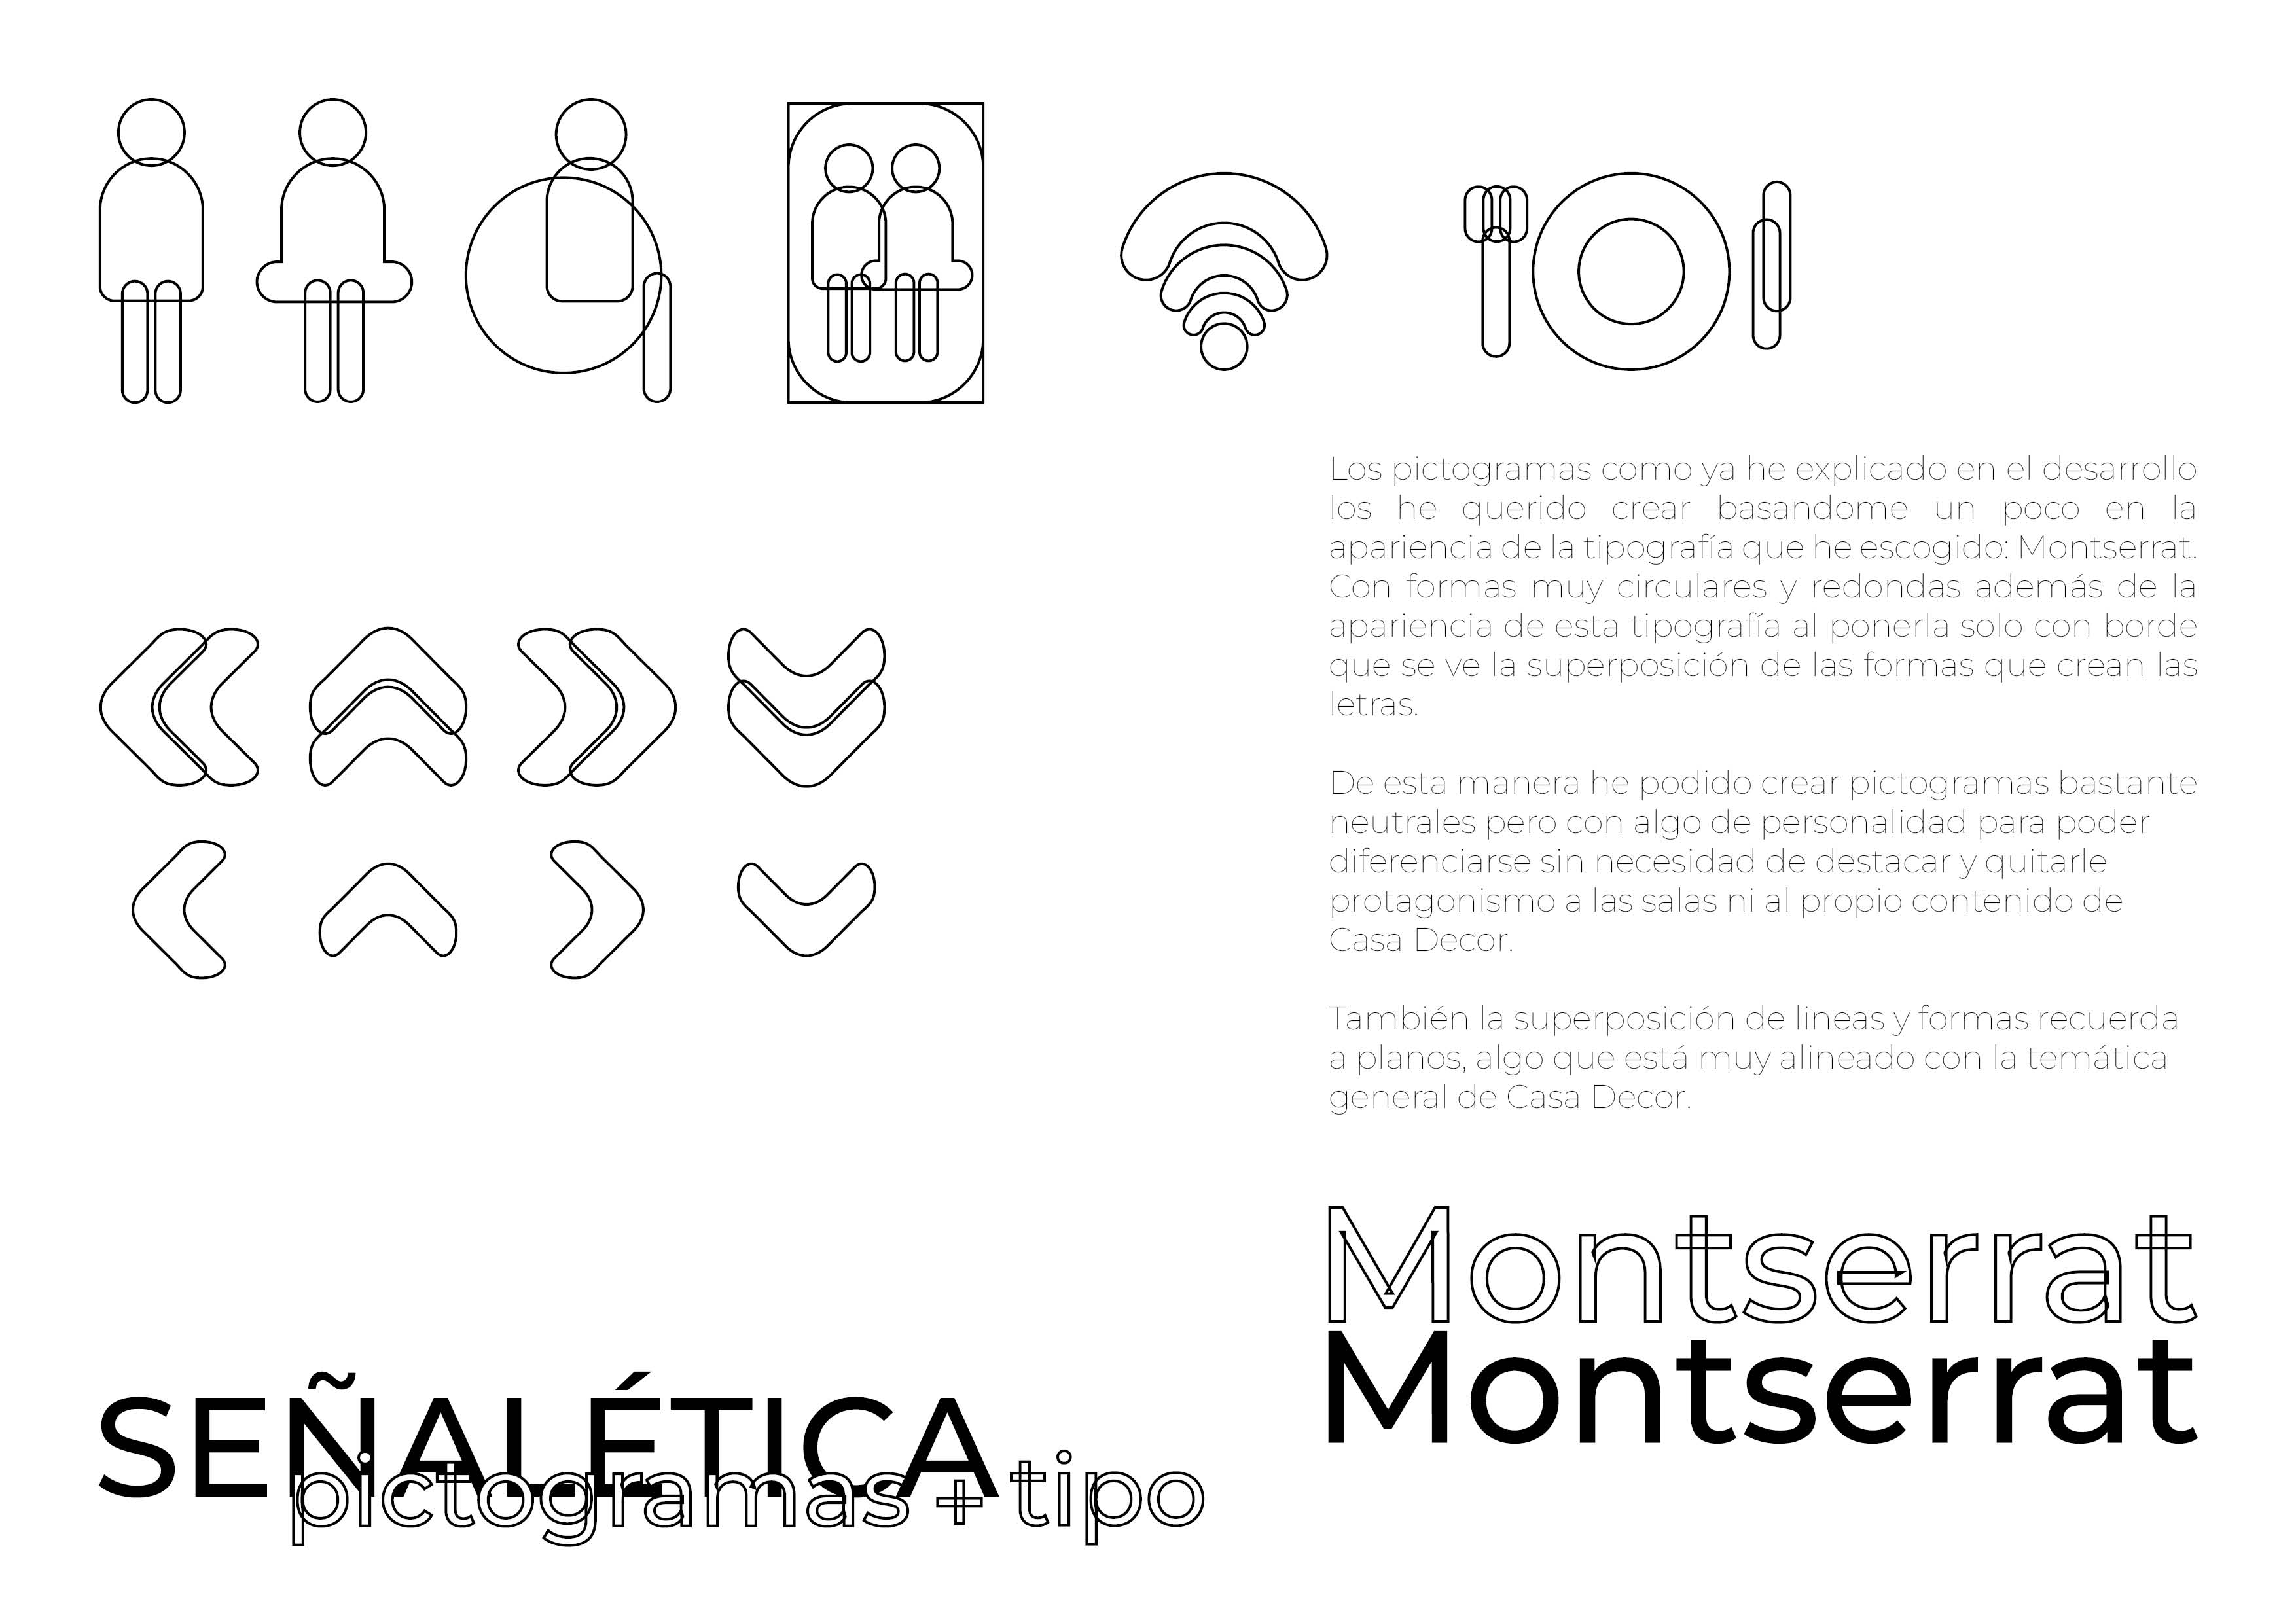 Los pictogramas como ya he explicado en el desarrollo
los he querido crear basandome un poco en la
apariencia de la tipografía que he escogido: Montserrat.
Con formas muy circulares y redondas además de la
apariencia de esta tipografía al ponerla solo con borde
que se ve la superposición de las formas que crean las
letras.
De esta manera he podido crear pictogramas bastante
neutrales pero con algo de personalidad para poder
diferenciarse sin necesidad de destacar y quitarle
protagonismo a las salas ni al propio contenido de
Casa Decor.
También la superposición de lineas y formas recuerda
a planos, algo que está muy alineado con la temática
general de Casa Decor.
Montserrat
Montserrat
SEÑALÉTICA
pictogramas + tipo